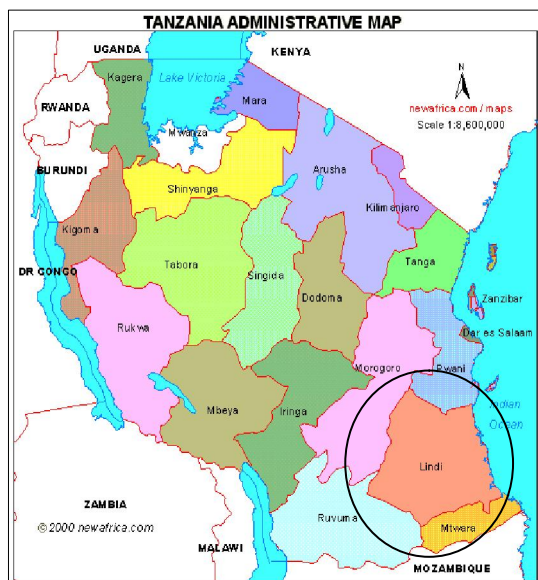 TANZANIA ADMINISTRATIVE MAP
UGANDA
KENYA
Kagera
Lake Victoria
Mara
N
newafrica.com / maps
Scale 1:8,600,000
RWANDA
Mwanza
BURUNDI
Arusha
Shinyanga
Kilimanjaro
Kigoma
Tabora
Singida
Tanga
DR CONGO
Dodoma
Zanzibar
Rukwa
Dar es Salaam
Morogoro
Pwani
Mbeya
Iringa
Indian
Ocean
Lindi
ZAMBIA
Ruvuma
Mtwara
© 2000 newafrica.com
MALAWI
MOZAMBIQUE